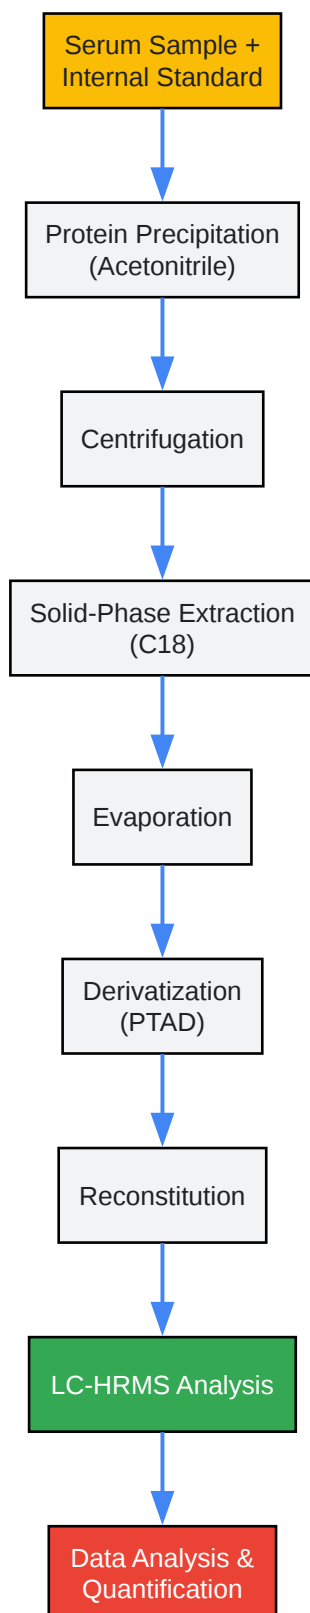 Serum Sample +
Internal Standard
Protein Precipitation
(Acetonitrile)
Centrifugation
Solid-Phase Extraction
(C18)
Evaporation
Derivatization
(PTAD)
Reconstitution
LC-HRMS Analysis
Data Analysis &
Quantification